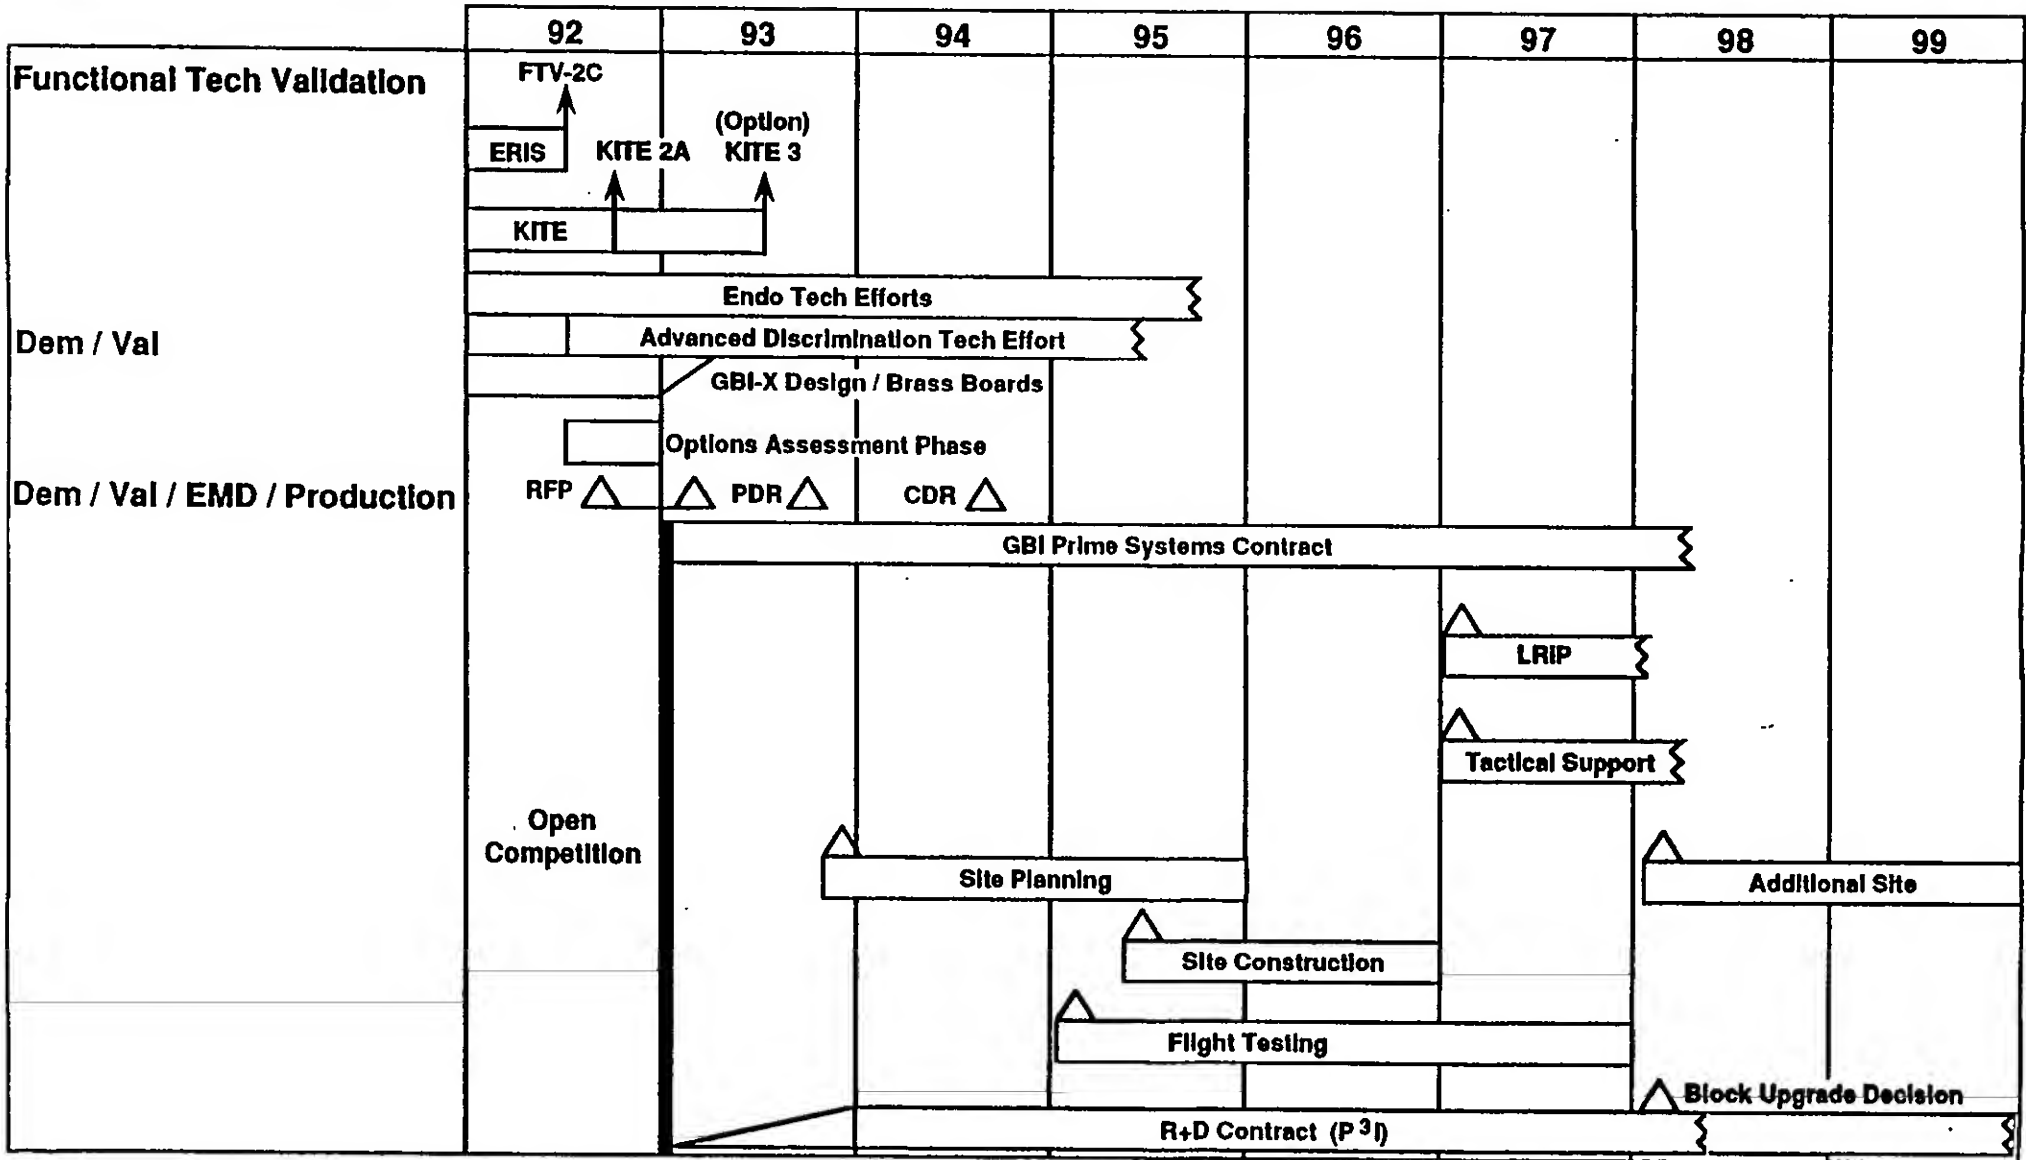 92 93 94 95 96 97 98 99
Functional Tech Validation
FTV-2C
(Option)
ERIS KITE 2A KITE 3
KITE
Endo Tech Efforts
Dem / Val
Advanced Discrimination Tech Effort
GBI-X Design / Brass Boards
Options Assessment Phase
Dem / Val / EMD / Production
RFP PDR CDR
GBI Prime Systems Contract
LRIP
Tactical Support
Open
Competition
Site Planning
Additional Site
Site Construction
Flight Testing
Block Upgrade Decision
R+D Contract (P³I)